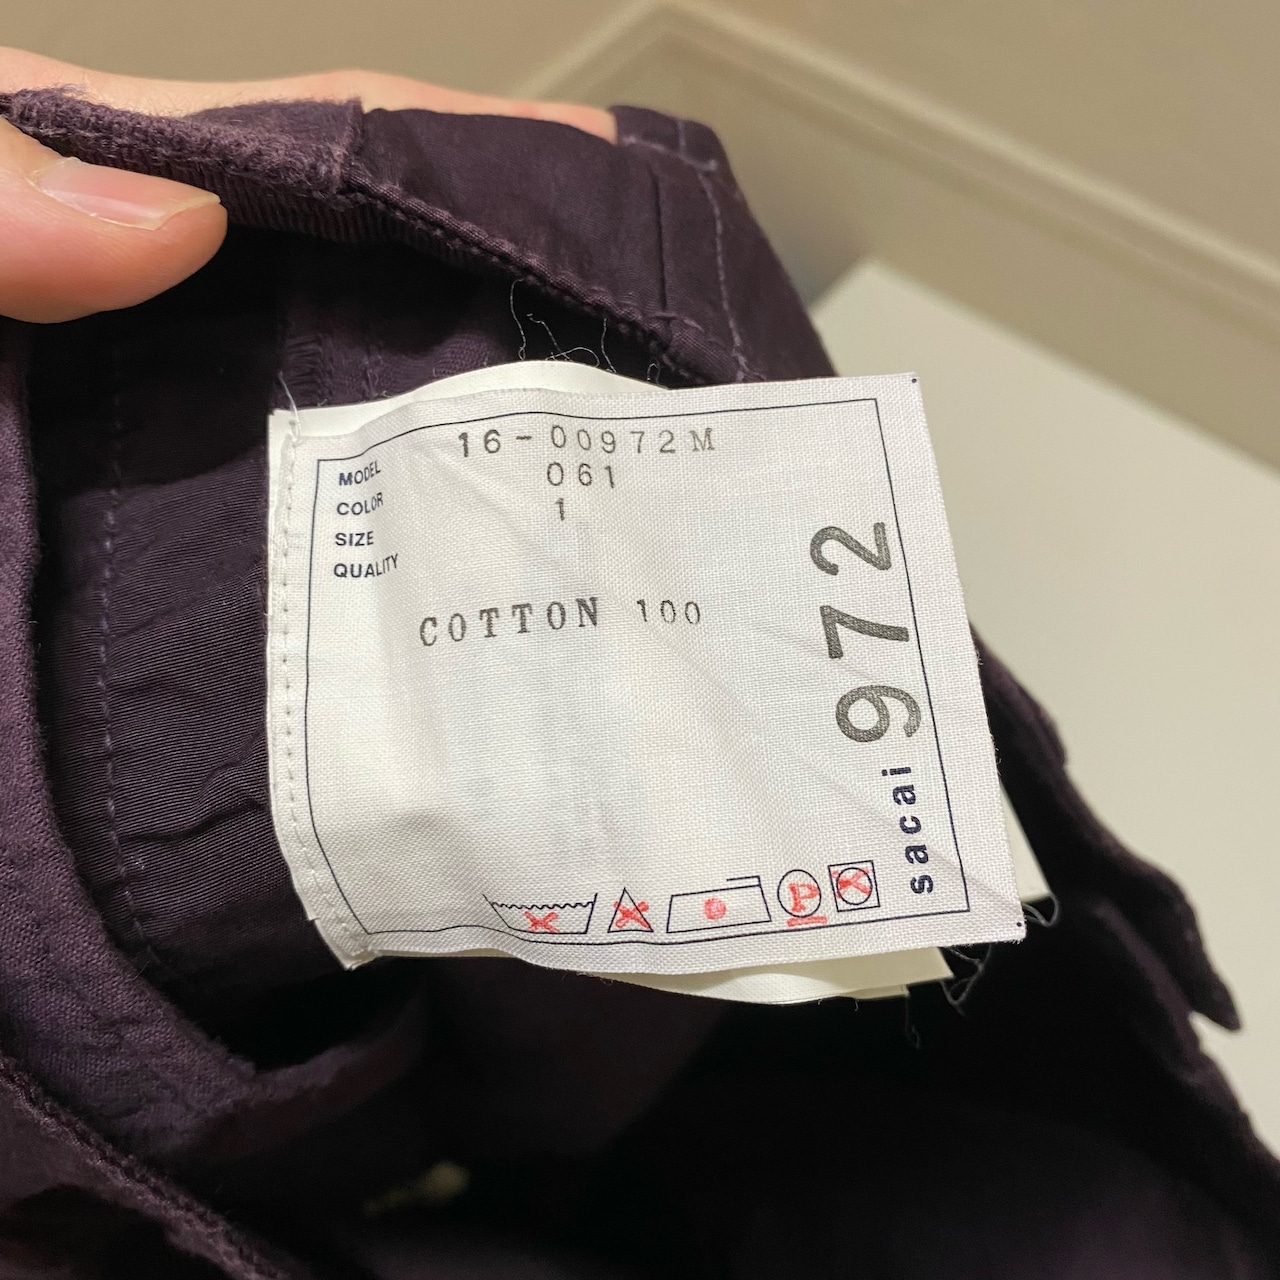 MODEL 16-00972M
COLOR 061
SIZE 1
QUALITY
COTTON 100
sacai 972
P